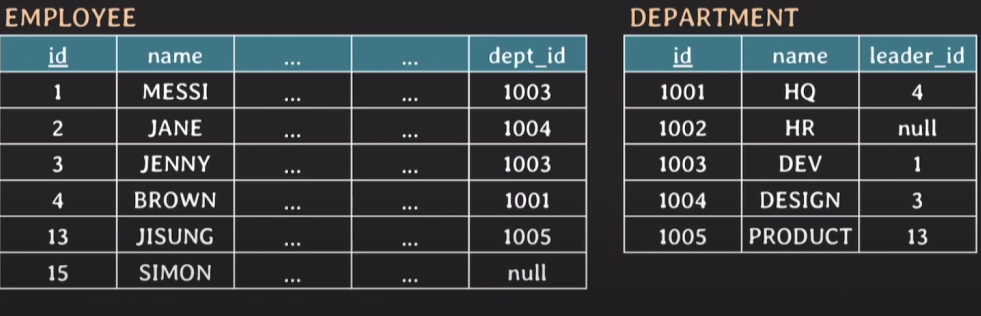 EMPLOYEE
id name ... ... dept_id
1 MESSI ... ... 1003
2 JANE ... ... 1004
3 JENNY ... ... 1003
4 BROWN ... ... 1001
13 JISUNG ... ... 1005
15 SIMON ... ... null
DEPARTMENT
id name leader_id
1001 HQ 4
1002 HR null
1003 DEV 1
1004 DESIGN 3
1005 PRODUCT 13